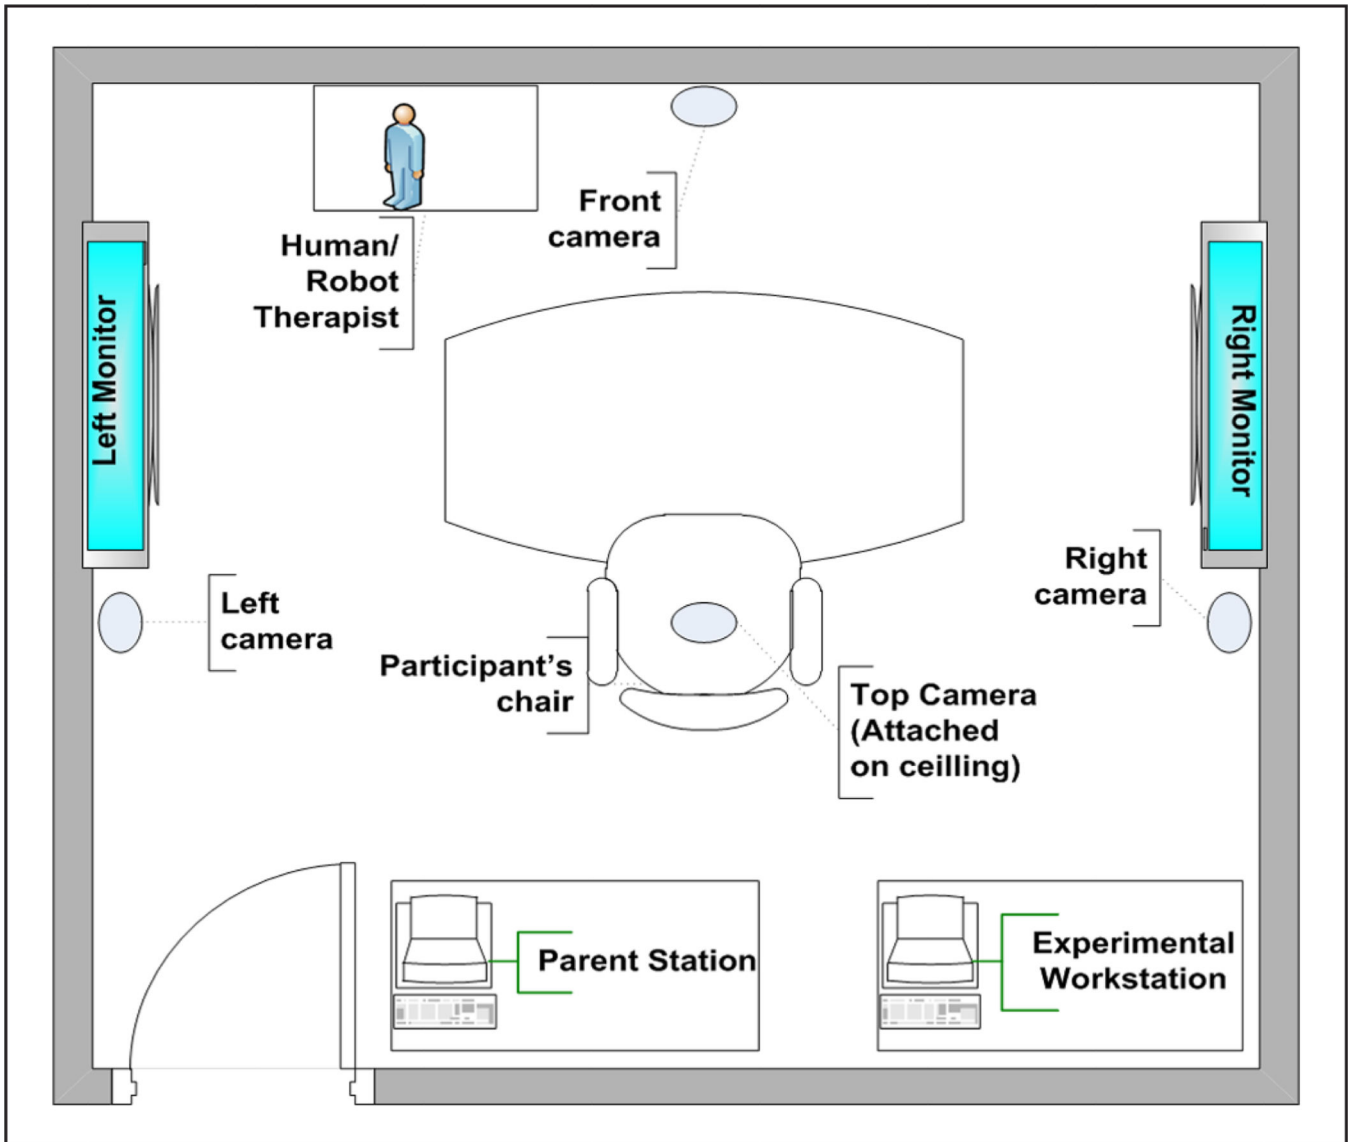 Front
camera
Human/
Robot
Therapist
Left Monitor
Right Monitor
Right
camera
Left
camera
Participant's
chair
Top Camera
(Attached
on ceilling)
Parent Station
Experimental
Workstation